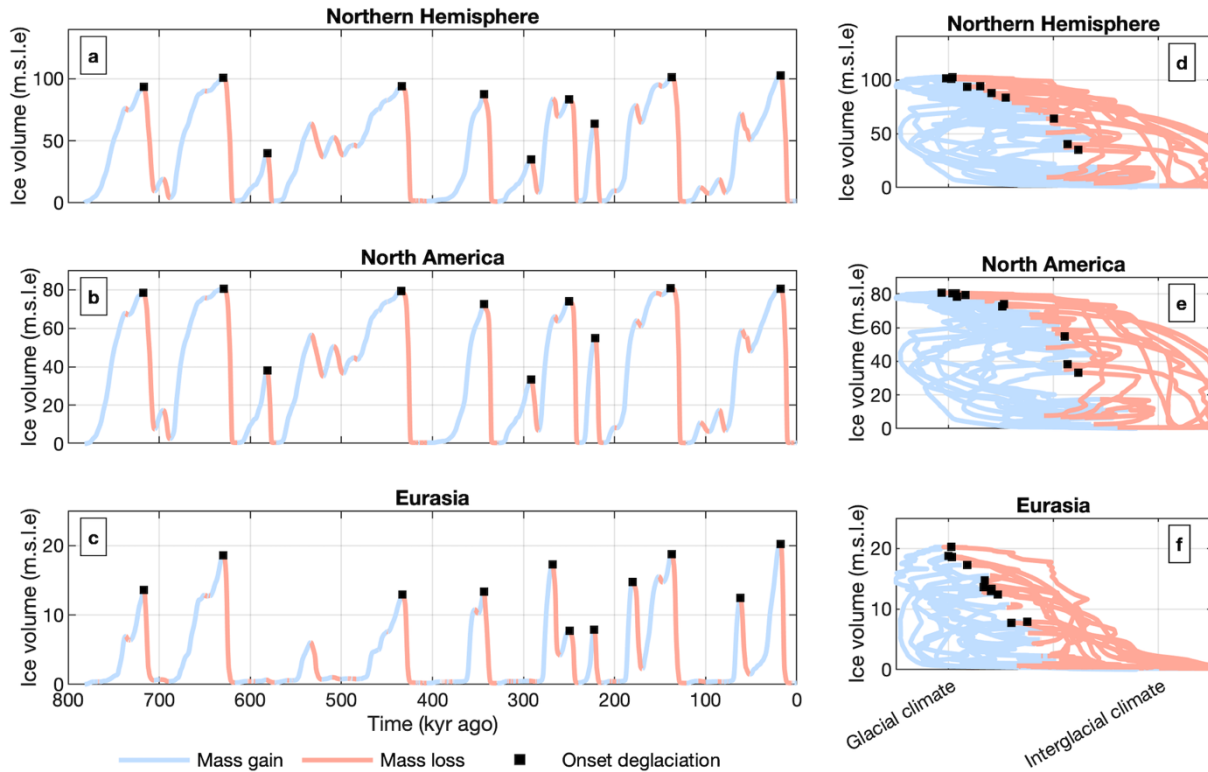 Northern Hemisphere
a
Ice volume (m.s.l.e)
100
50
0
North America
b
Ice volume (m.s.l.e)
80
60
40
20
0
Eurasia
c
Ice volume (m.s.l.e)
20
10
0
800 700 600 500 400 300 200 100 0
Time (kyr ago)
Northern Hemisphere
d
Ice volume (m.s.l.e)
100
50
0
North America
e
Ice volume (m.s.l.e)
80
60
40
20
0
Eurasia
f
Ice volume (m.s.l.e)
20
10
0
Glacial climate
Interglacial climate
Mass gain Mass loss Onset deglaciation